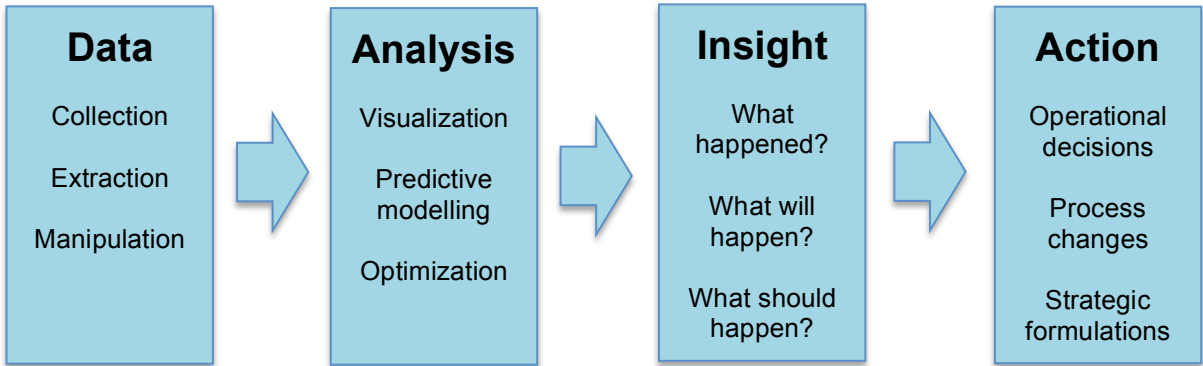 Data
Collection
Extraction
Manipulation
Analysis
Visualization
Predictive
modelling
Optimization
Insight
What
happened?
What will
happen?
What should
happen?
Action
Operational
decisions
Process
changes
Strategic
formulations